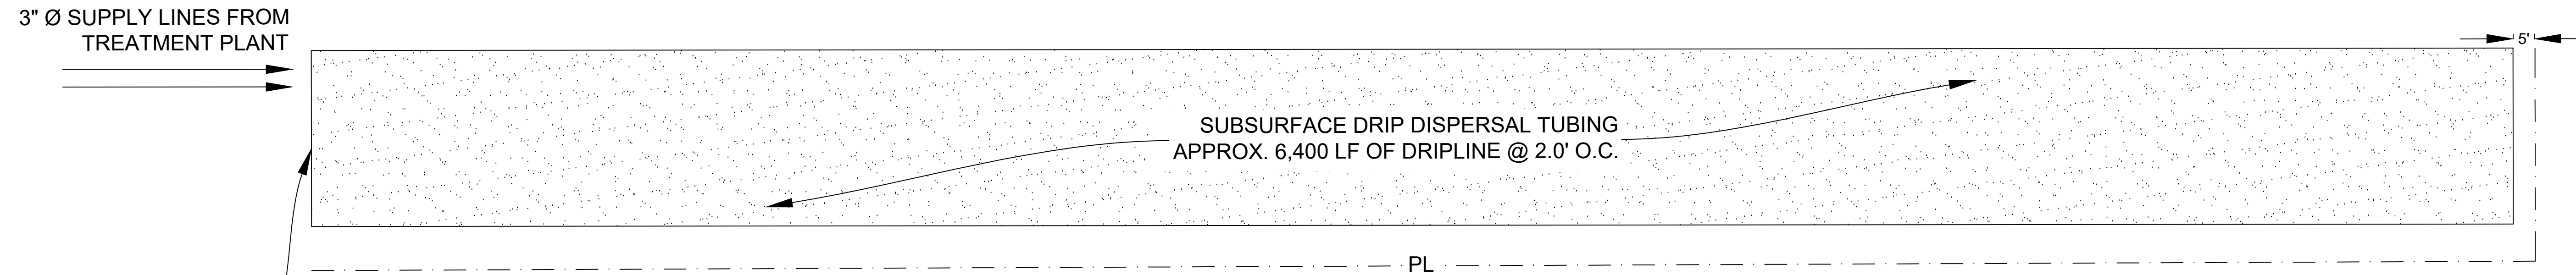 3" Ø SUPPLY LINES FROM
TREATMENT PLANT
5'
SUBSURFACE DRIP DISPERSAL TUBING
APPROX. 6,400 LF OF DRIPLINE @ 2.0' O.C.
PL